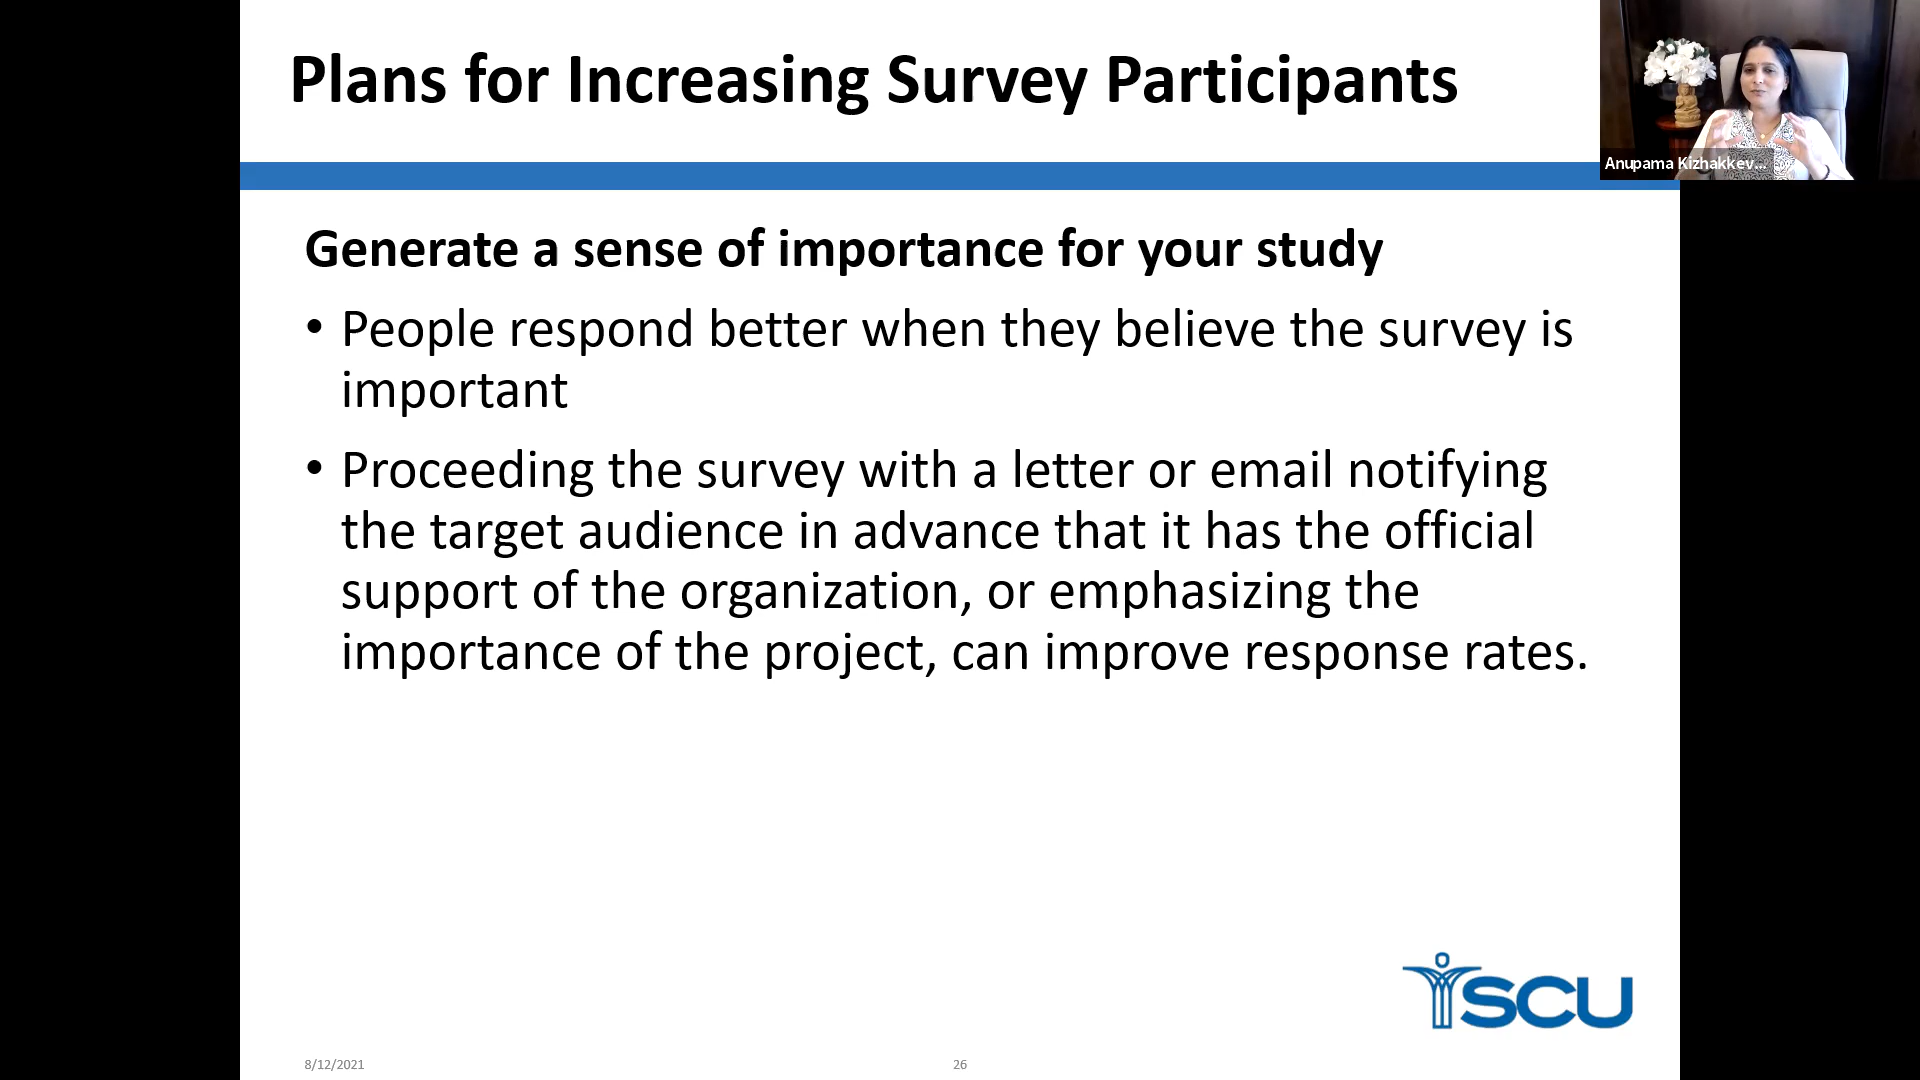 Plans for Increasing Survey Participants
Anupama Kizhakkev...
Generate a sense of importance for your study
• People respond better when they believe the survey is
important
• Proceeding the survey with a letter or email notifying
the target audience in advance that it has the official
support of the organization, or emphasizing the
importance of the project, can improve response rates.
SCU
8/12/2021
26